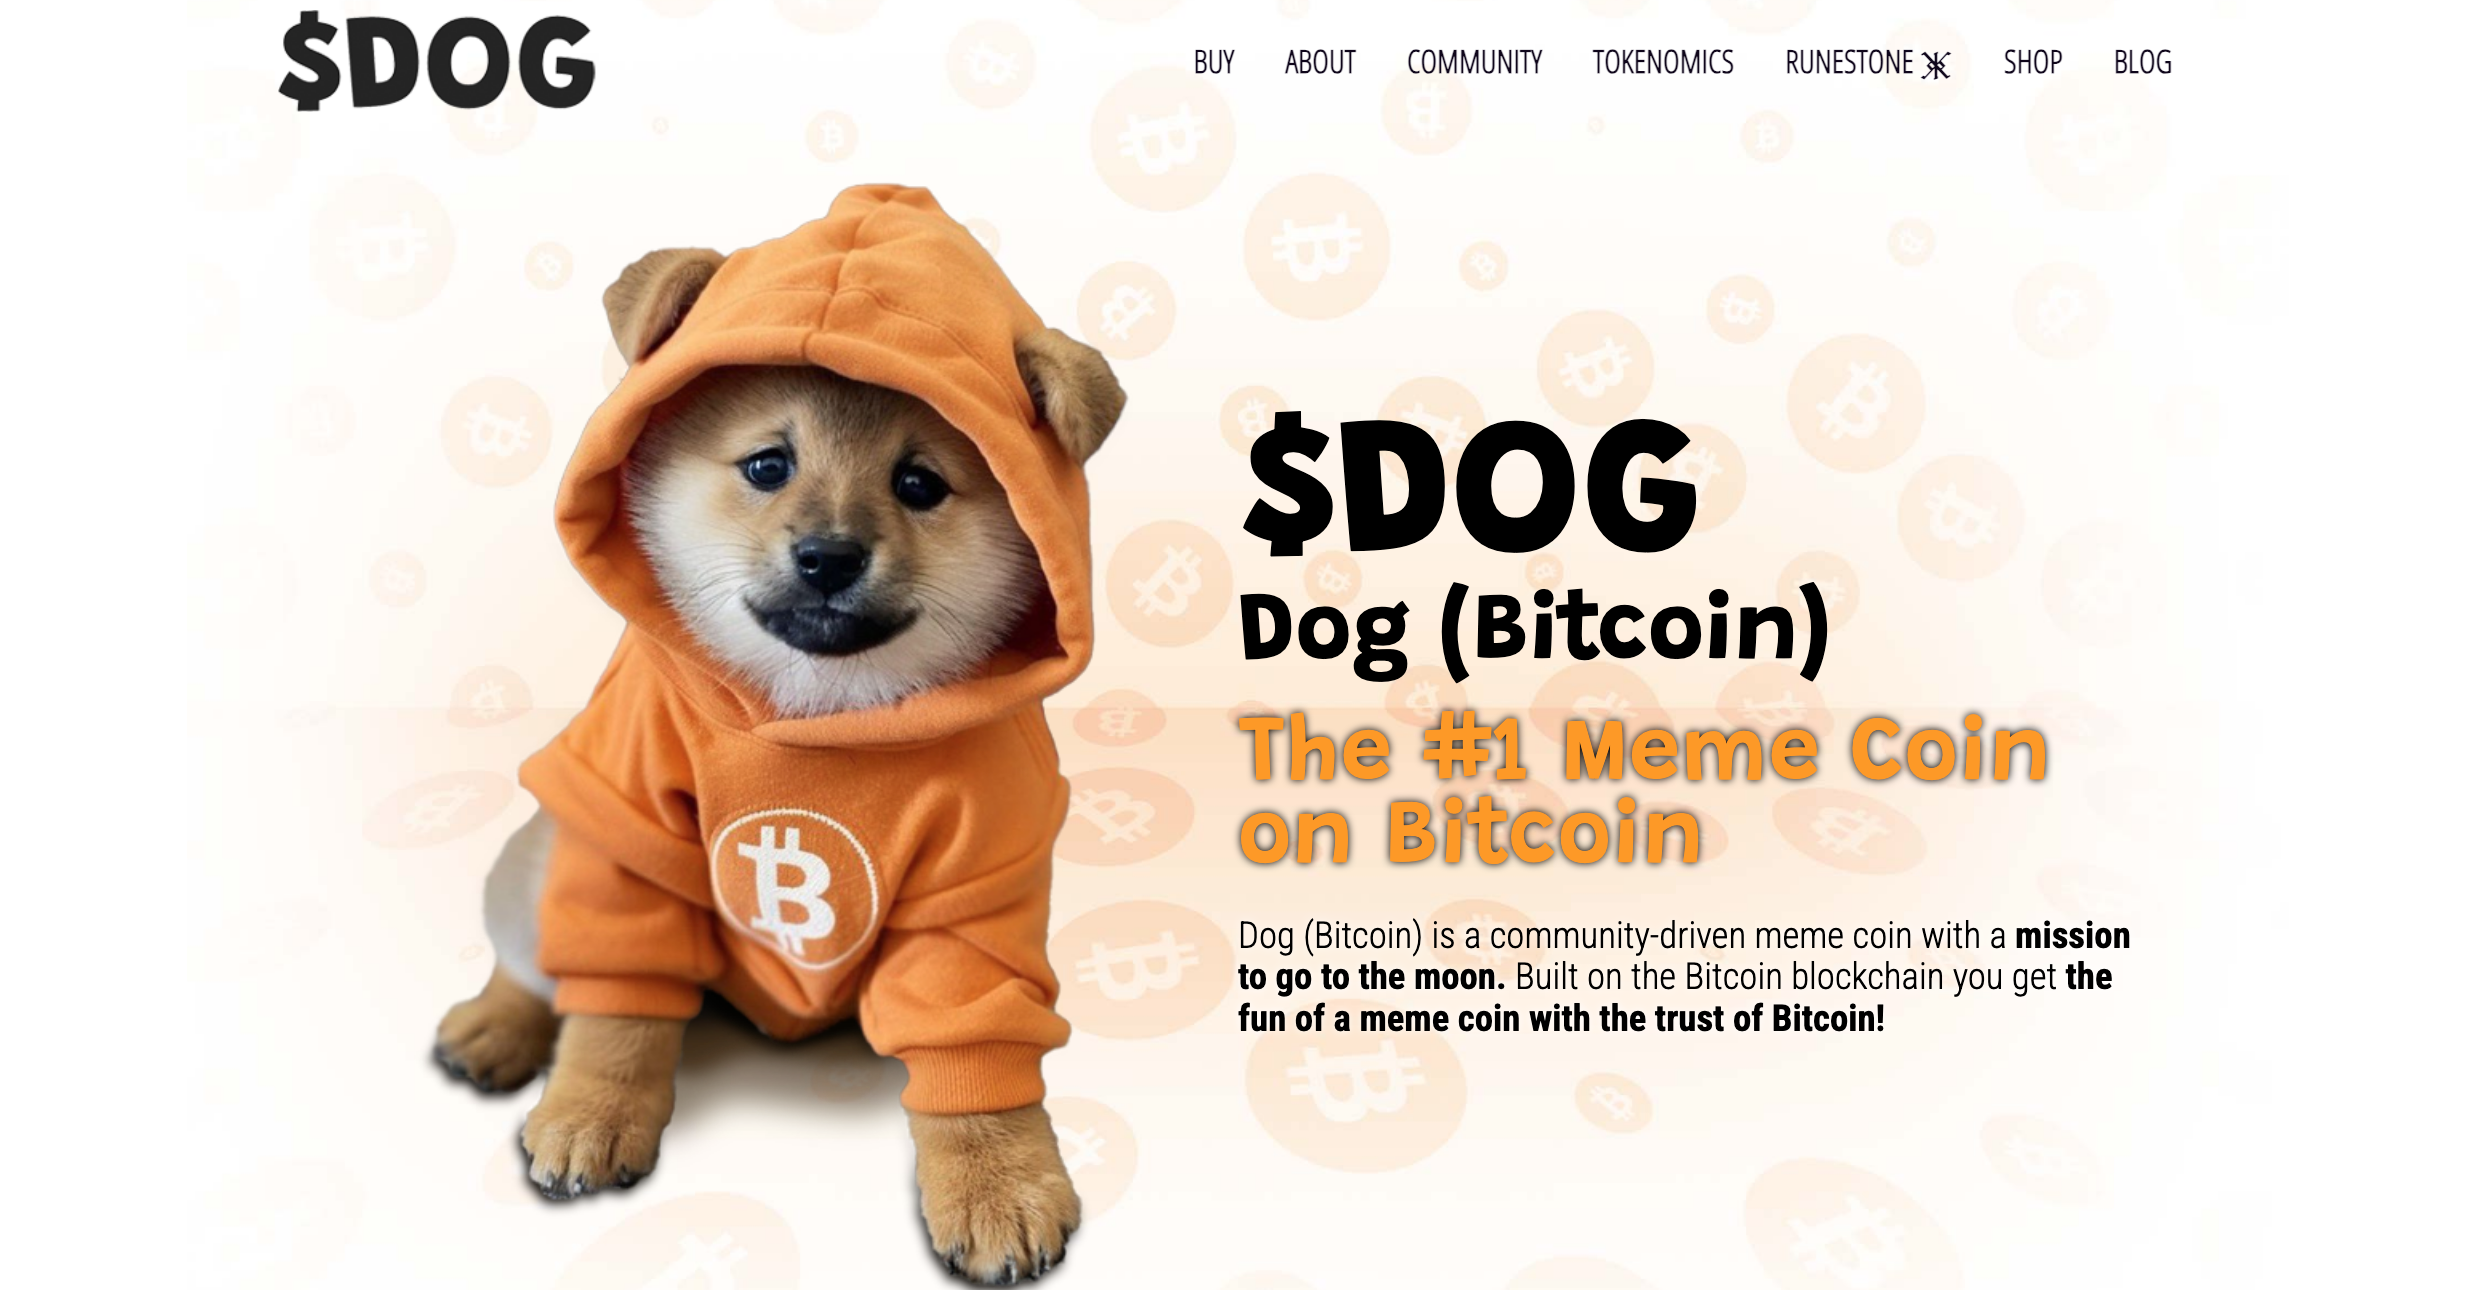 $DOG
BUY ABOUT COMMUNITY TOKENOMICS RUNESTONE SHOP BLOG
$DOG
Dog (Bitcoin)
The #1 Meme Coin
on Bitcoin
Dog (Bitcoin) is a community-driven meme coin with a mission
to go to the moon. Built on the Bitcoin blockchain you get the
fun of a meme coin with the trust of Bitcoin!